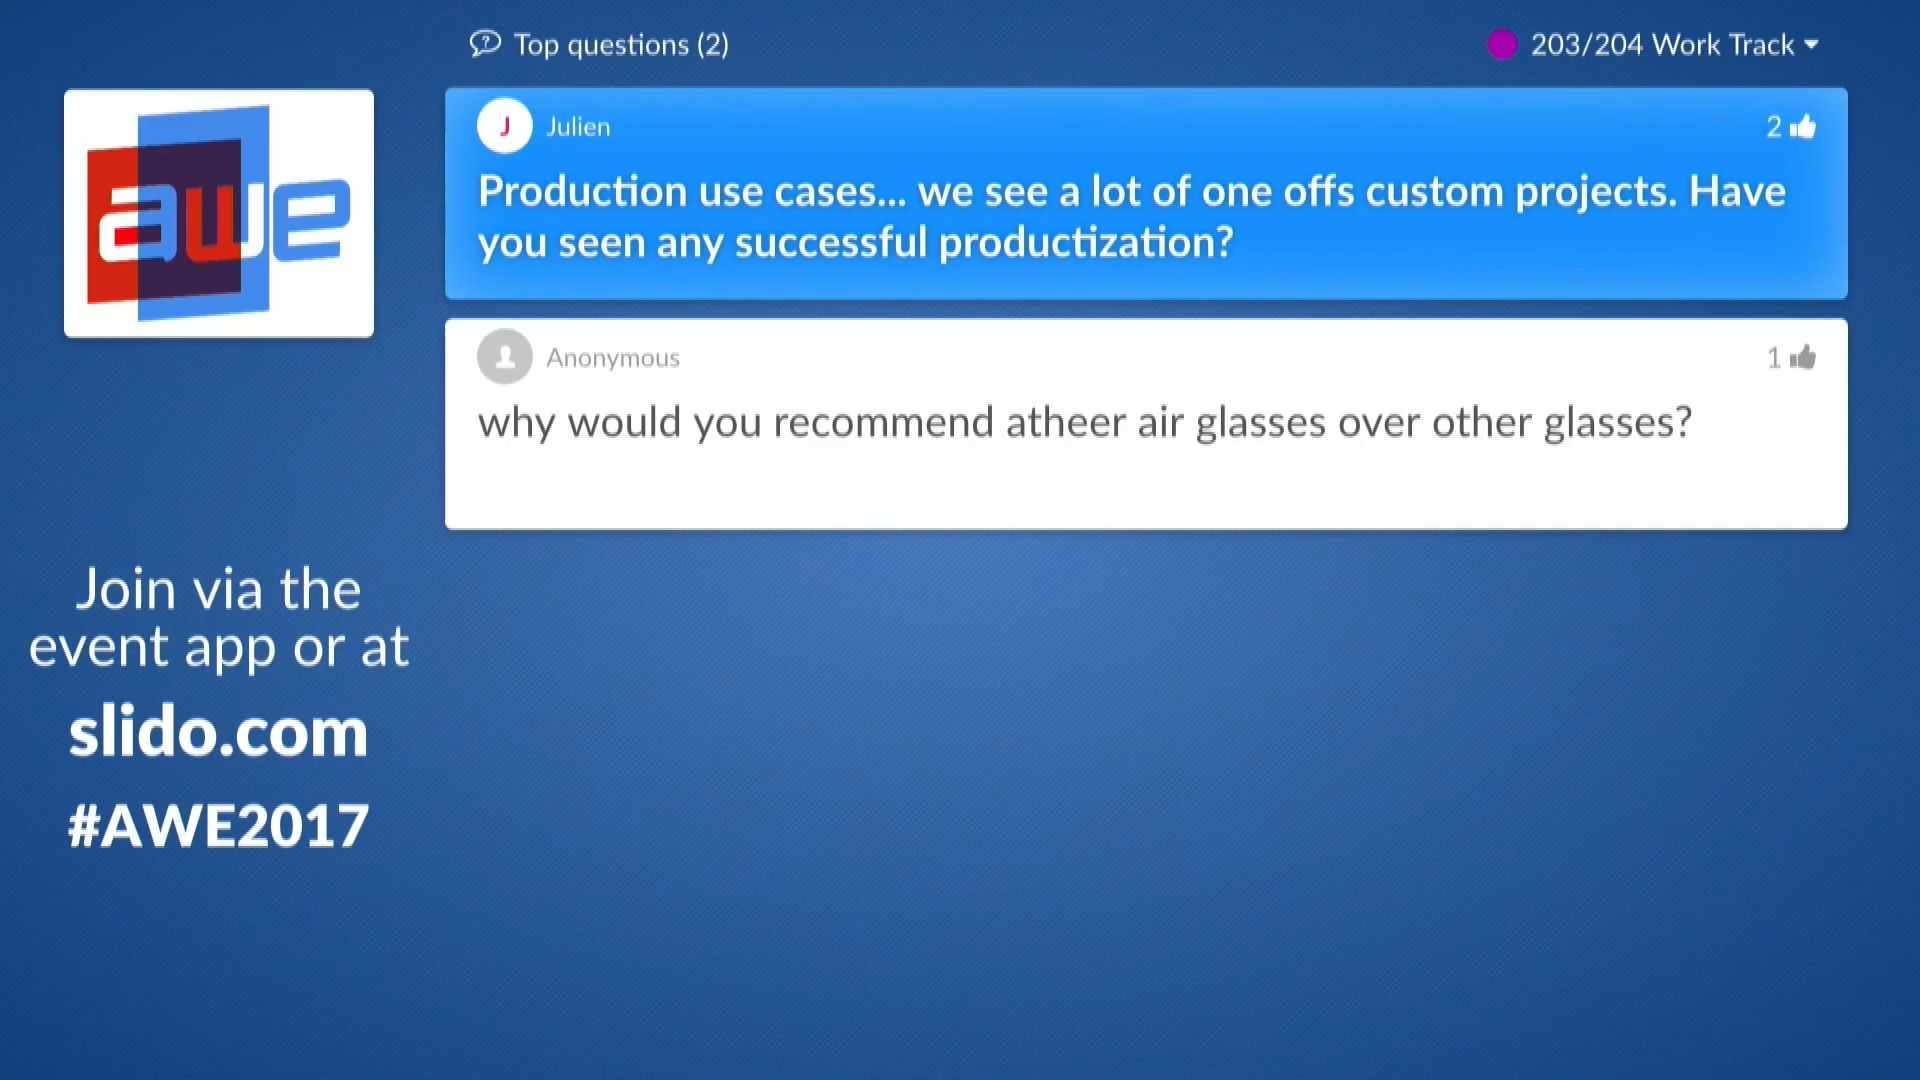 Top questions (2)
203/204 Work Track
awe
J Julien
2
Production use cases... we see a lot of one offs custom projects. Have
you seen any successful productization?
Anonymous
1
why would you recommend atheer air glasses over other glasses?
Join via the
event app or at
slido.com
#AWE2017